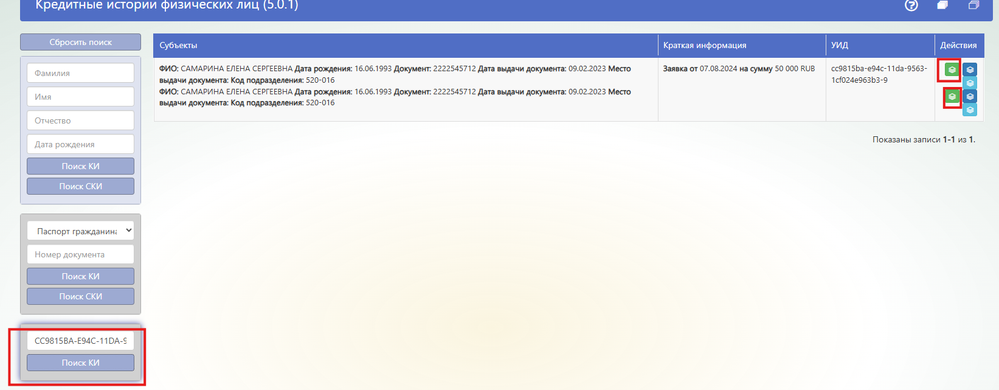 Кредитные истории физических лиц (5.0.1)
Сбросить поиск
Фамилия
Имя
Отчество
Дата рождения
Поиск КИ
Поиск СКИ
Паспорт гражданина
Номер документа
Поиск КИ
Поиск СКИ
CC9815BA-E94C-11DA-9
Поиск КИ
Субъекты
Краткая информация
УИД
Действия
ФИО: САМАРИНА ЕЛЕНА СЕРГЕЕВНА Дата рождения: 16.06.1993 Документ: 2222545712 Дата выдачи документа: 09.02.2023 Место
выдачи документа: Код подразделения: 520-016
ФИО: САМАРИНА ЕЛЕНА СЕРГЕЕВНА Дата рождения: 16.06.1993 Документ: 2222545712 Дата выдачи документа: 09.02.2023 Место
выдачи документа: Код подразделения: 520-016
Заявка от 07.08.2024 на сумму 50 000 RUB
cc9815ba-e94c-11da-9563-
1cf024e963b3-9
Показаны записи 1-1 из 1.